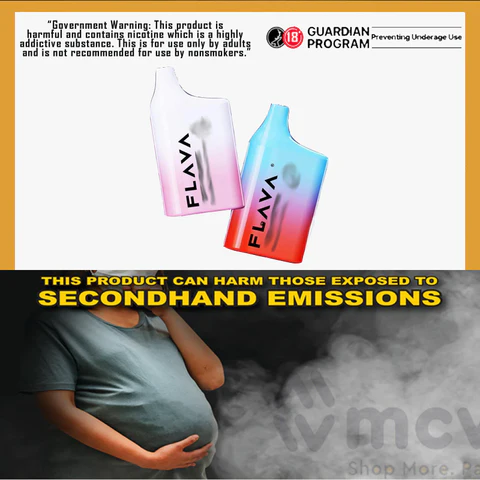 "Government Warning: This product is
harmful and contains nicotine which is a highly
addictive substance. This is for use only by adults
and is not recommended for use by nonsmokers."
18+
GUARDIAN
PROGRAM
Preventing Underage Use
FLAVA
FLAVA
THIS PRODUCT CAN HARM THOSE EXPOSED TO
SECONDHAND EMISSIONS
Shop More.